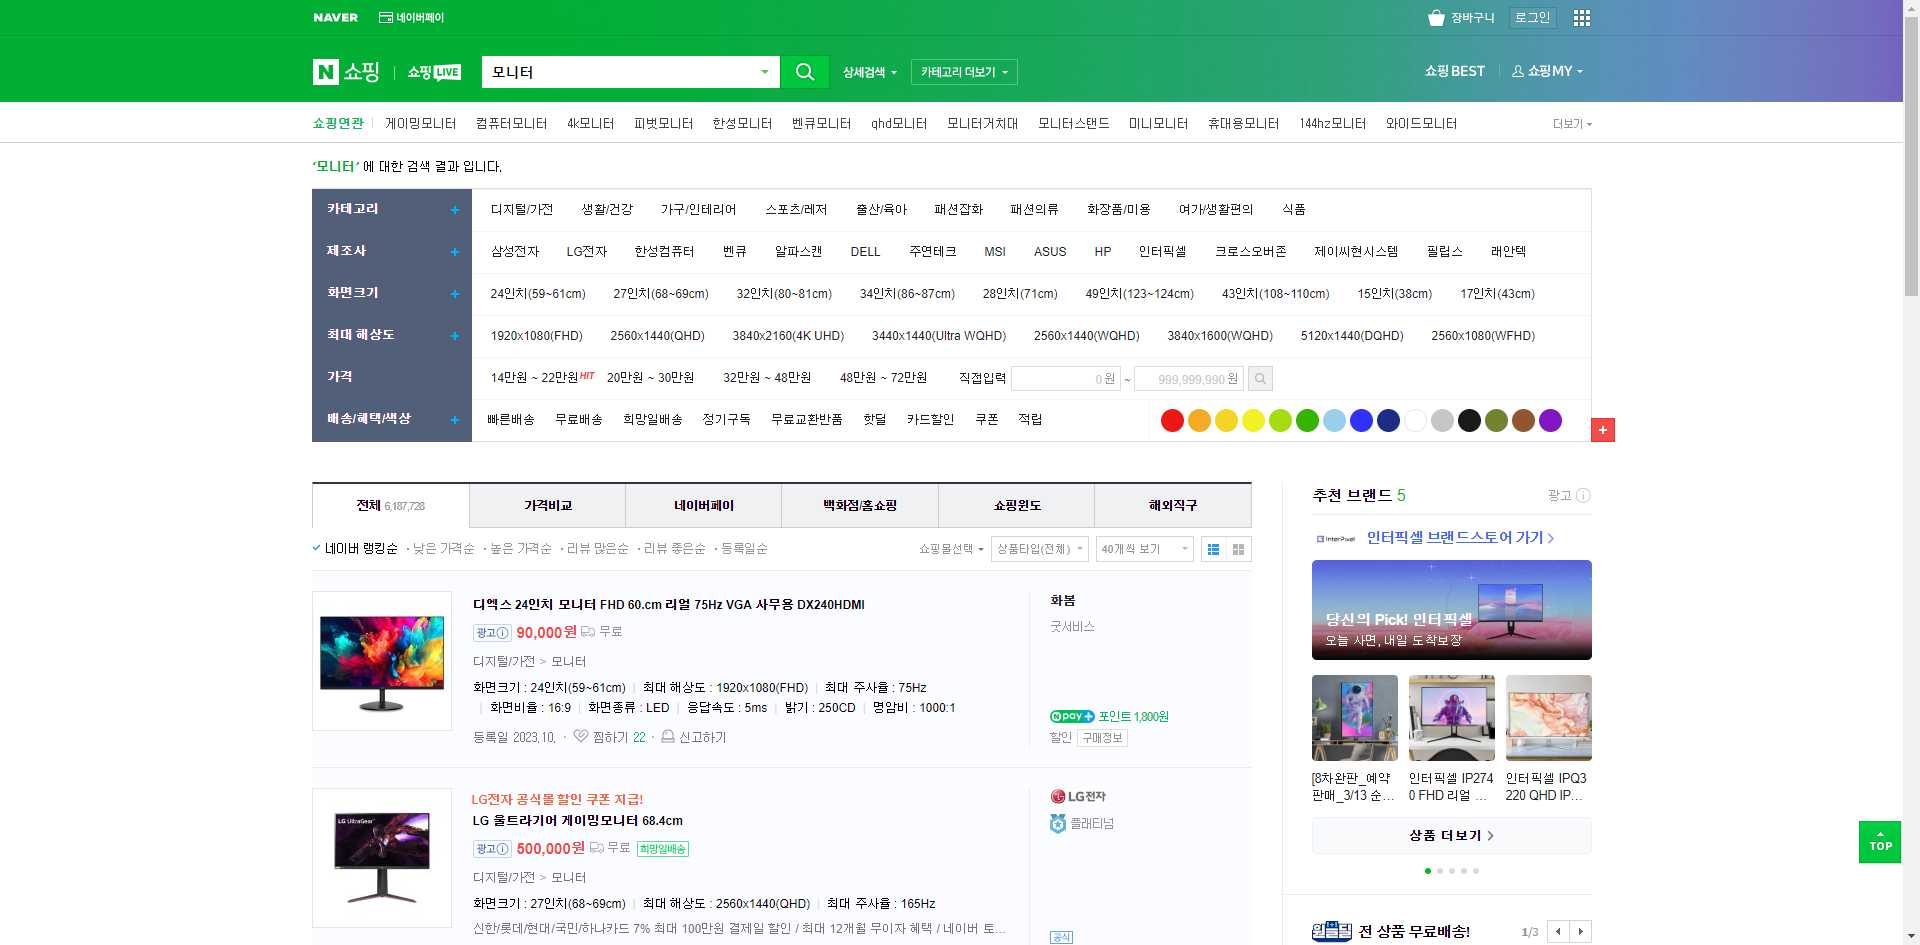 NAVER 네이버페이 장바구니 로그인
N 쇼핑 쇼핑LIVE 모니터 상세검색 카테고리 더보기 쇼핑BEST 쇼핑MY
쇼핑연관 게이밍모니터 컴퓨터모니터 4k모니터 피벗모니터 한성모니터 벤큐모니터 qhd모니터 모니터거치대 모니터스탠드 미니모니터 휴대용모니터 144hz모니터 와이드모니터 더보기
'모니터' 에 대한 검색 결과 입니다.
카테고리 + 디지털/가전 생활/건강 가구/인테리어 스포츠/레저 출산/육아 패션잡화 패션의류 화장품/미용 여가/생활편의 식품
제조사 + 삼성전자 LG전자 한성컴퓨터 벤큐 알파스캔 DELL 주연테크 MSI ASUS HP 인터픽셀 크로스오버존 제이씨현시스템 필립스 래안텍
화면크기 + 24인치(59~61cm) 27인치(68~69cm) 32인치(80~81cm) 34인치(86~87cm) 28인치(71cm) 49인치(123~124cm) 43인치(108~110cm) 15인치(38cm) 17인치(43cm)
최대 해상도 + 1920x1080(FHD) 2560x1440(QHD) 3840x2160(4K UHD) 3440x1440(Ultra WQHD) 2560x1440(WQHD) 3840x1600(WQHD) 5120x1440(DQHD) 2560x1080(WFHD)
가격 14만원 ~ 22만원HIT 20만원 ~ 30만원 32만원 ~ 48만원 48만원 ~ 72만원 직접입력 0 원 ~ 999,999,990 원
배송/혜택/색상 + 빠른배송 무료배송 희망일배송 정기구독 무료교환반품 핫딜 카드할인 쿠폰 적립
+
전체 6,187,728 가격비교 네이버페이 백화점/홈쇼핑 쇼핑윈도 해외직구
네이버 랭킹순 · 낮은 가격순 · 높은 가격순 · 리뷰 많은순 · 리뷰 좋은순 · 등록일순 쇼핑몰선택 상품타입(전체) 40개씩 보기
디엑스 24인치 모니터 FHD 60.cm 리얼 75Hz VGA 사무용 DX240HDMI
광고 90,000원 무료
디지털/가전 > 모니터
화면크기 : 24인치(59~61cm) | 최대 해상도 : 1920x1080(FHD) | 최대 주사율 : 75Hz
| 화면비율 : 16:9 | 화면종류 : LED | 응답속도 : 5ms | 밝기 : 250CD | 명암비 : 1000:1
등록일 2023.10. · 찜하기 22 · 신고하기
화봄
굿서비스
N pay+ 포인트 1,800원
할인 구매정보
LG UltraGear
LG전자 공식몰 할인 쿠폰 지급!
LG 울트라기어 게이밍모니터 68.4cm
광고 500,000원 무료 희망일배송
디지털/가전 > 모니터
화면크기 : 27인치(68~69cm) | 최대 해상도 : 2560x1440(QHD) | 최대 주사율 : 165Hz
신한/롯데/현대/국민/하나카드 7% 최대 100만원 결제일 할인 / 최대 12개월 무이자 혜택 / 네이버 토...
LG전자
플래티넘
공식
추천 브랜드 5 광고
InterPixel 인터픽셀 브랜드스토어 가기 >
당신의 Pick! 인터픽셀
오늘 사면, 내일 도착보장
[8차완판_예약
판매_3/13 순...
인터픽셀 IP274
0 FHD 리얼 ...
인터픽셀 IPQ3
220 QHD IP...
상품 더보기 >
TOP
전 상품 무료배송! 1/3